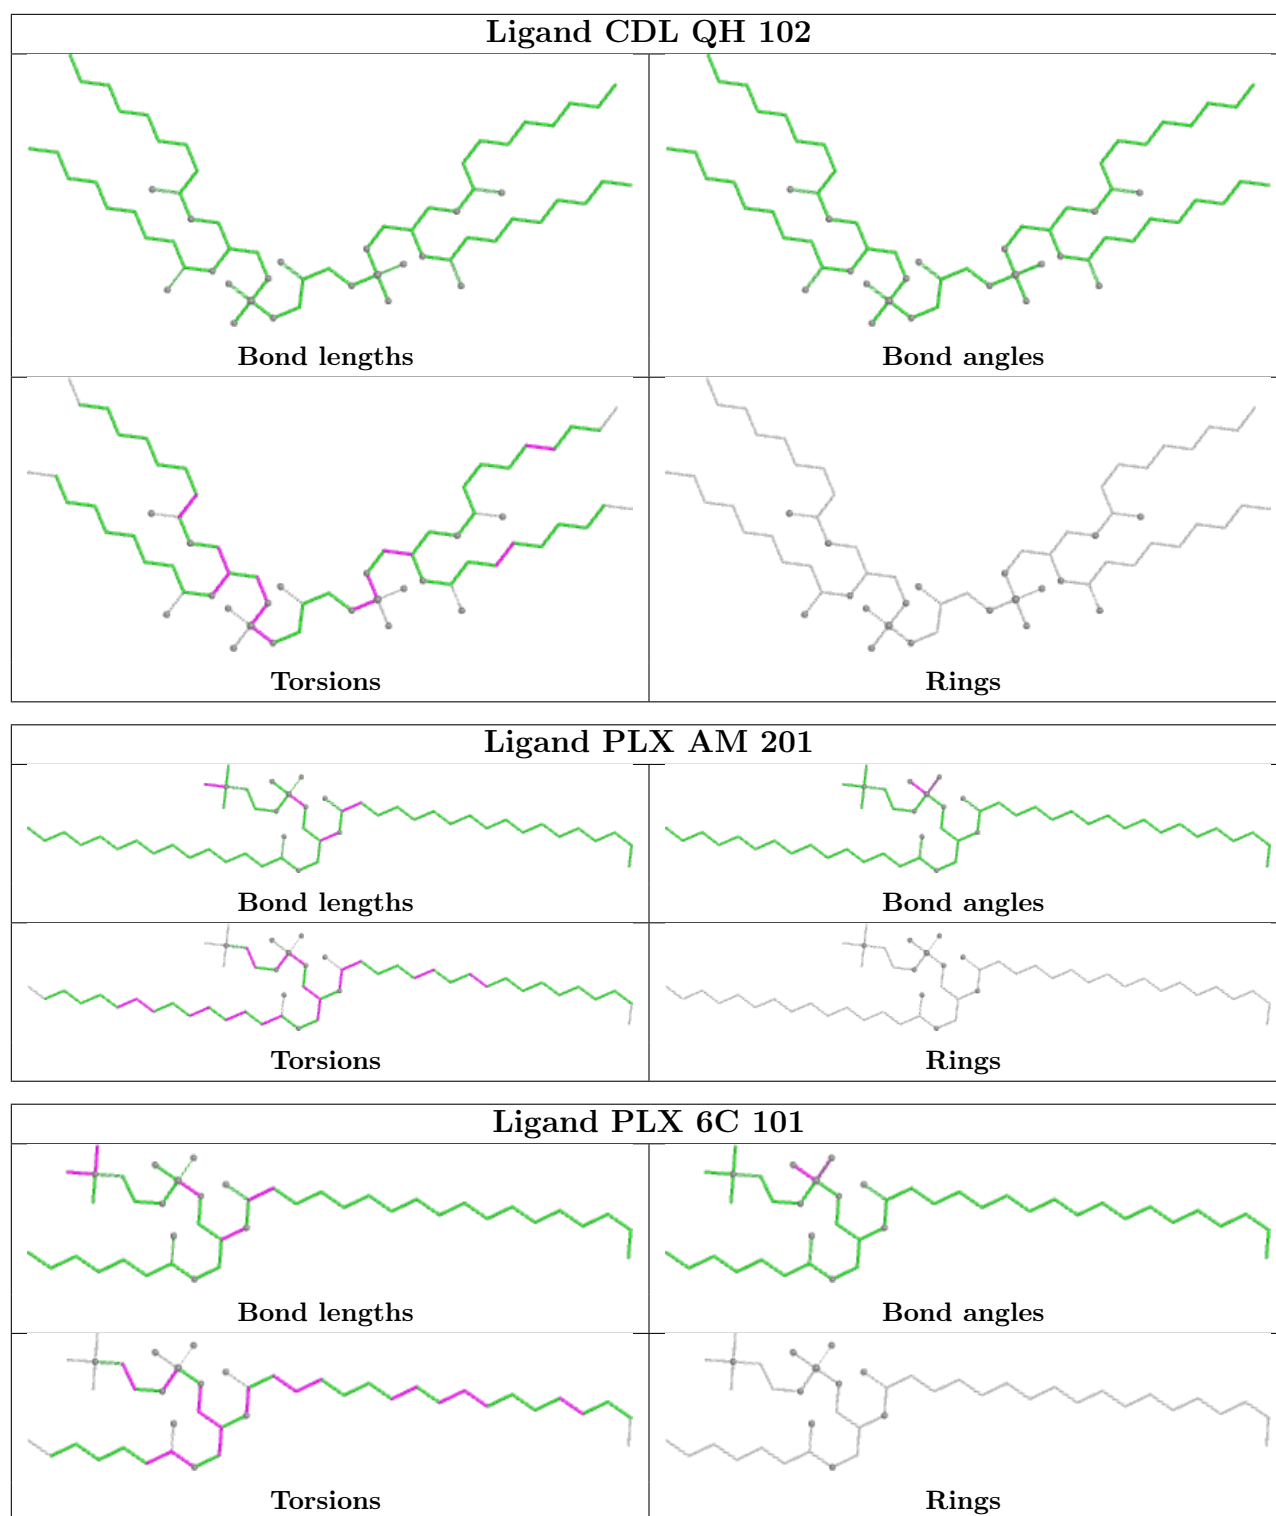 Ligand CDL QH 102
Bond lengths
Bond angles
Torsions
Rings
Ligand PLX AM 201
Bond lengths
Bond angles
Torsions
Rings
Ligand PLX 6C 101
Bond lengths
Bond angles
Torsions
Rings